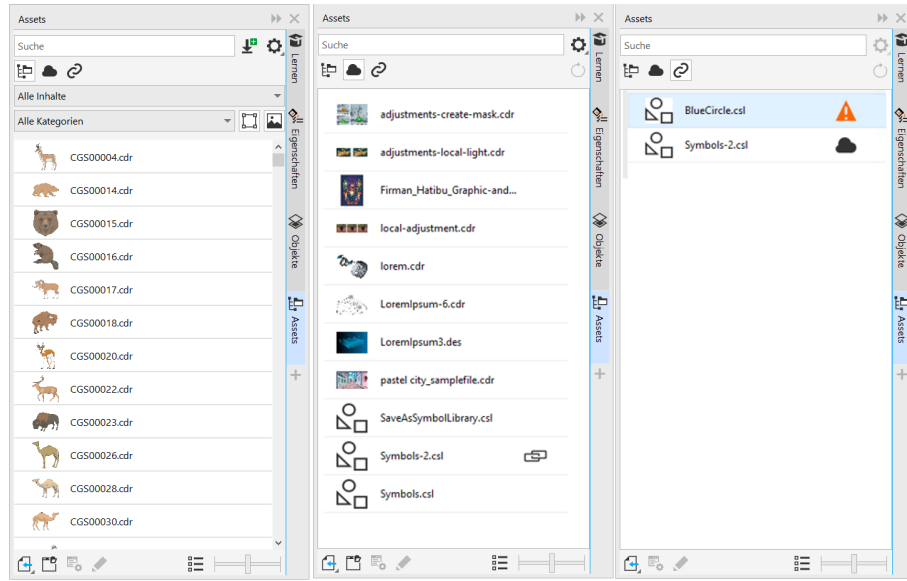 Assets
Suche
Alle Inhalte
Alle Kategorien
CGS00004.cdr
CGS00014.cdr
CGS00015.cdr
CGS00016.cdr
CGS00017.cdr
CGS00018.cdr
CGS00020.cdr
CGS00022.cdr
CGS00023.cdr
CGS00026.cdr
CGS00028.cdr
CGS00030.cdr
Lernen
Eigenschaften
Objekte
Assets
Assets
Suche
adjustments-create-mask.cdr
adjustments-local-light.cdr
Firman_Hatibu_Graphic-and...
local-adjustment.cdr
lorem.cdr
LoremIpsum-6.cdr
LoremIpsum3.des
pastel city_samplefile.cdr
SaveAsSymbolLibrary.csl
Symbols-2.csl
Symbols.csl
Lernen
Eigenschaften
Objekte
Assets
Assets
Suche
BlueCircle.csl
Symbols-2.csl
Lernen
Eigenschaften
Objekte
Assets